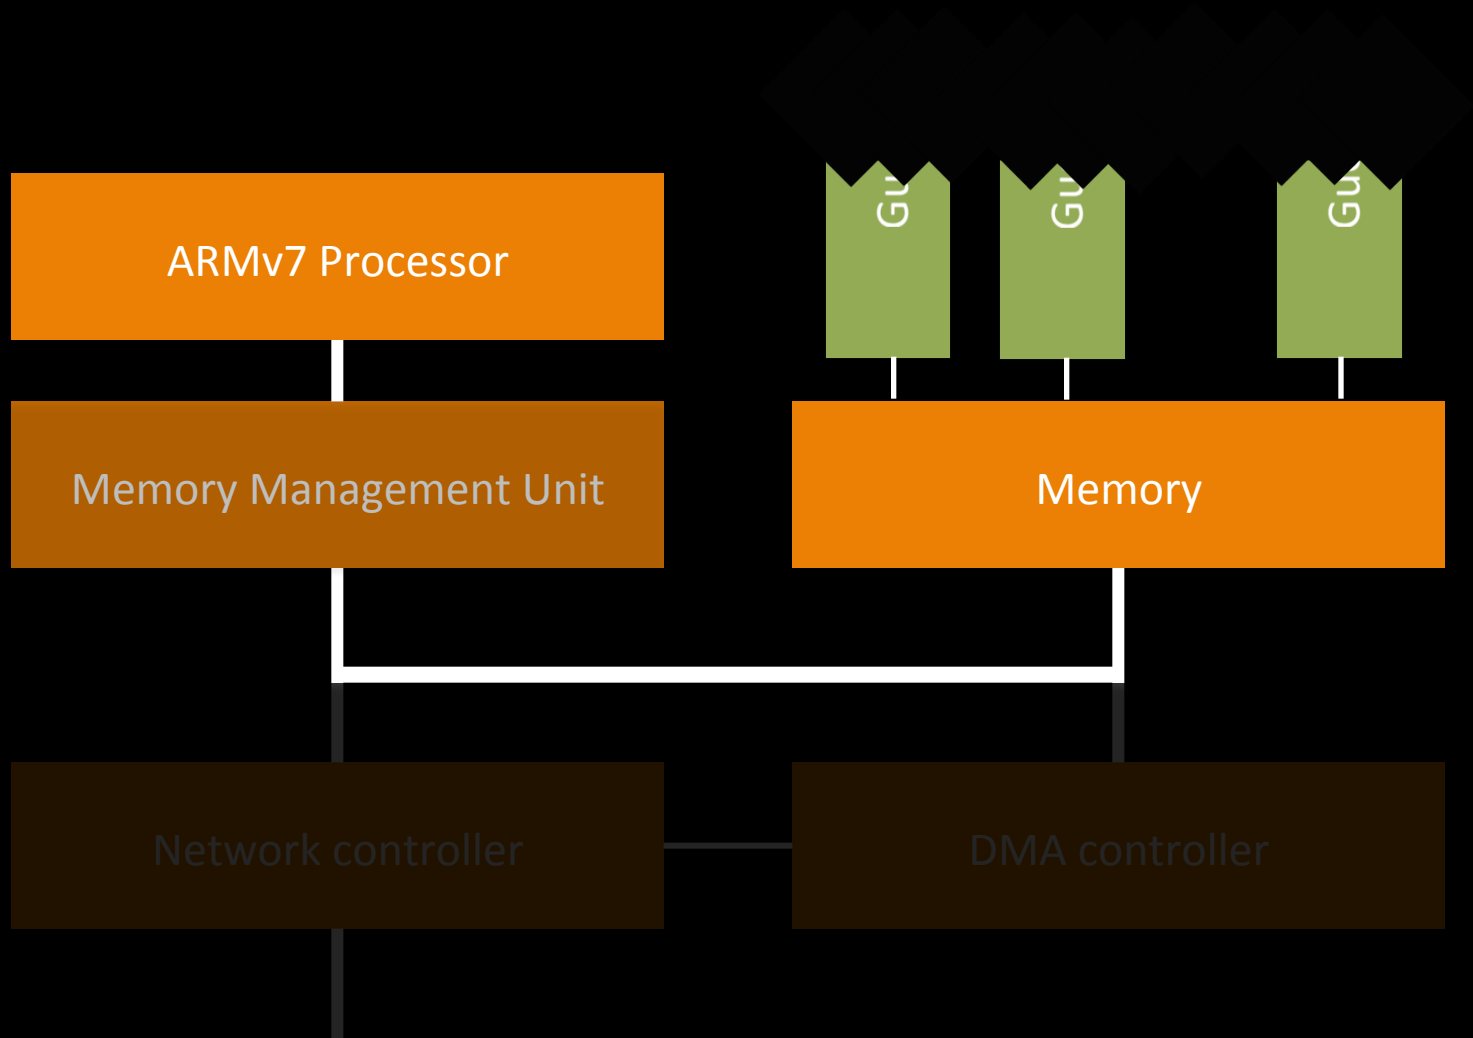 ARMv7 Processor
Memory Management Unit
Memory
Network controller
DMA controller